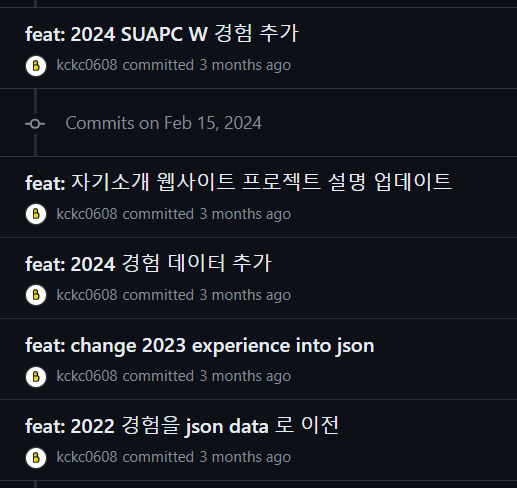 feat: 2024 SUAPC W 경험 추가
kckc0608 committed 3 months ago
Commits on Feb 15, 2024
feat: 자기소개 웹사이트 프로젝트 설명 업데이트
kckc0608 committed 3 months ago
feat: 2024 경험 데이터 추가
kckc0608 committed 3 months ago
feat: change 2023 experience into json
kckc0608 committed 3 months ago
feat: 2022 경험을 json data 로 이전
kckc0608 committed 3 months ago